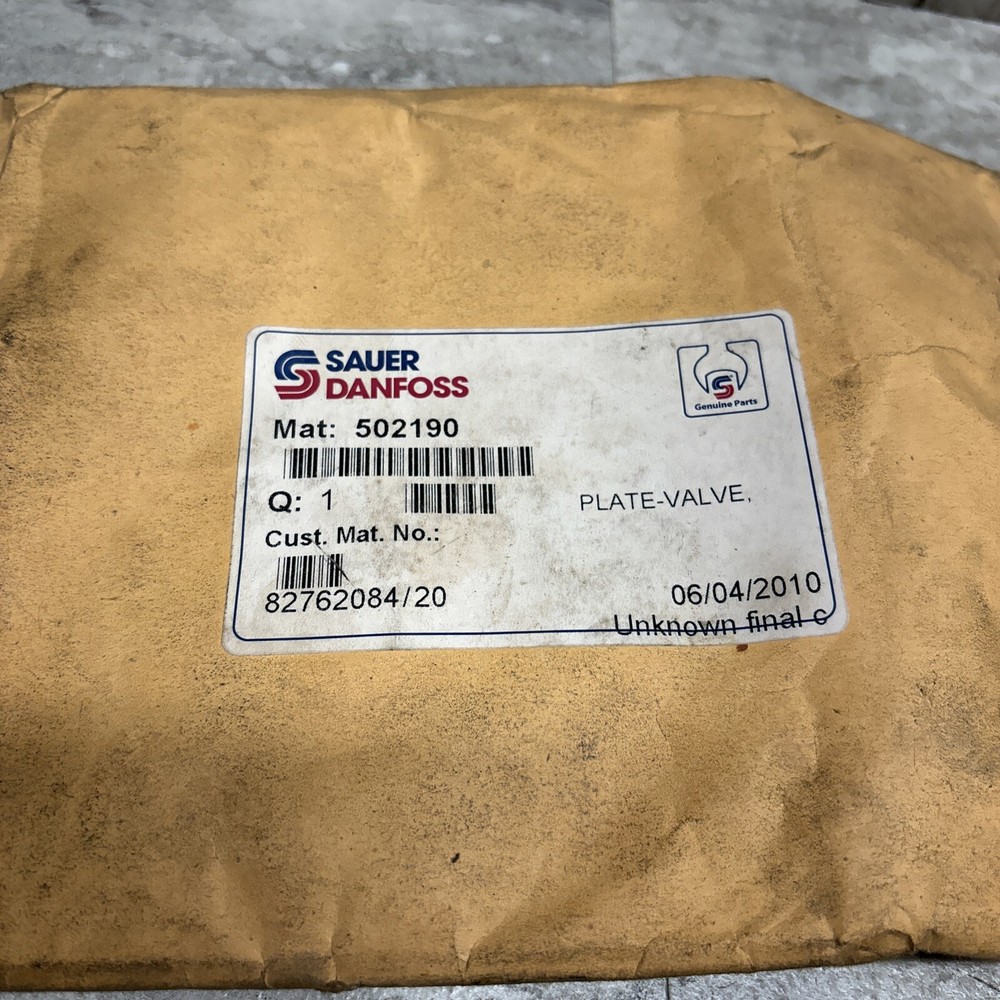 SAUER
DANFOSS
Genuine Parts
Mat: 502190
Q: 1
PLATE-VALVE,
Cust. Mat. No.:
82762084/20
06/04/2010
Unknown final c